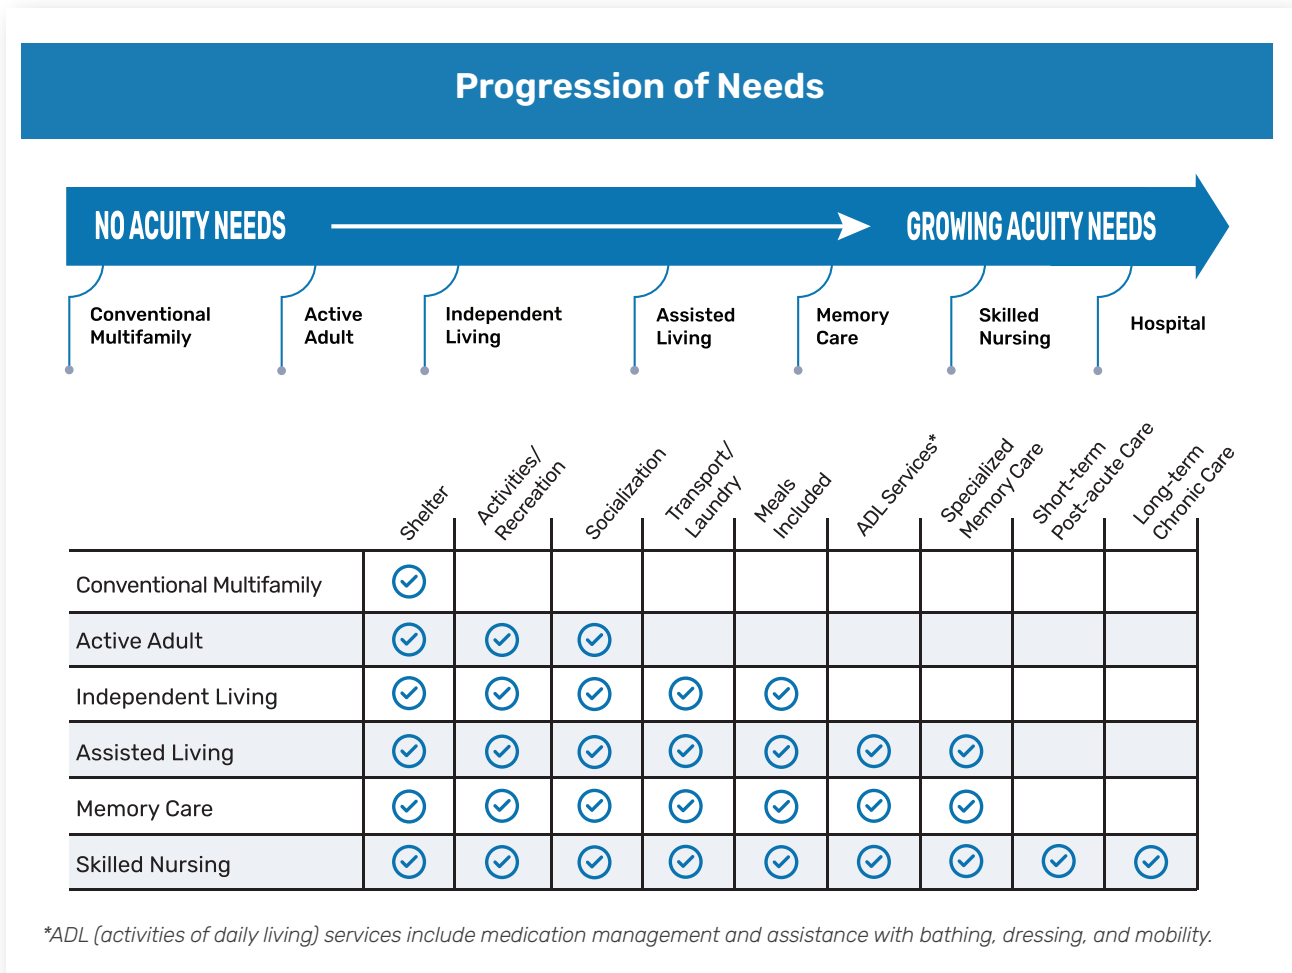 Progression of Needs
NO ACUITY NEEDS
GROWING ACUITY NEEDS
Conventional
Multifamily
Active
Adult
Independent
Living
Assisted
Living
Memory
Care
Skilled
Nursing
Hospital
Shelter
Activities/
Recreation
Socialization
Transport/
Laundry
Meals
Included
ADL Services*
Specialized
Memory Care
Short-term
Post-acute Care
Long-term
Chronic Care
Conventional Multifamily
Active Adult
Independent Living
Assisted Living
Memory Care
Skilled Nursing
*ADL (activities of daily living) services include medication management and assistance with bathing, dressing, and mobility.